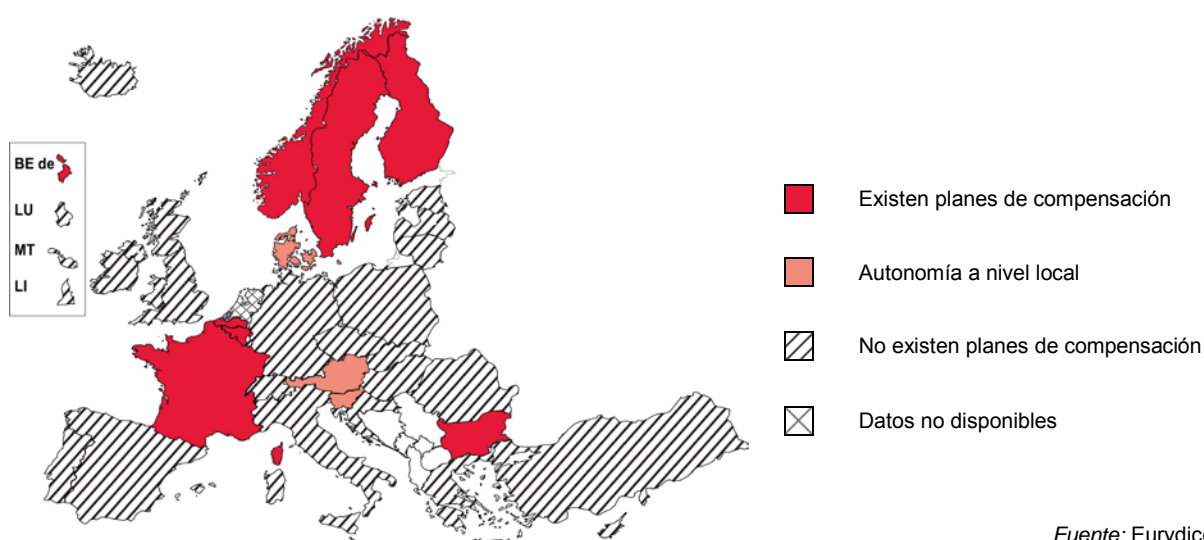 BE de
LU
MT
LI
Existen planes de compensación
Autonomía a nivel local
No existen planes de compensación
Datos no disponibles
Fuente: Eurydice